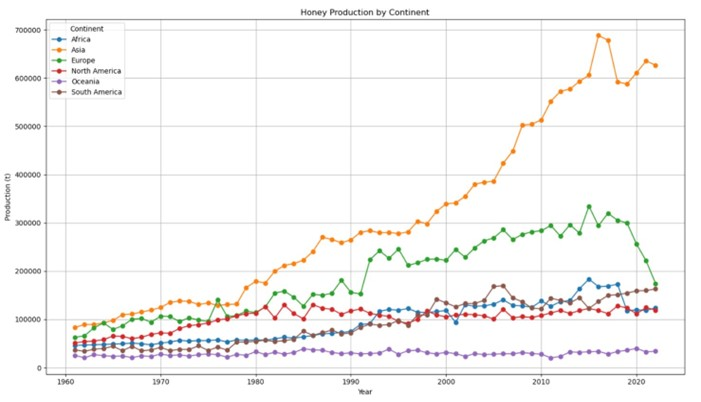 Honey Production by Continent
Continent
Africa
Asia
Europe
North America
Oceania
South America
Production (t)
700000
600000
500000
400000
300000
200000
100000
0
1960
1970
1980
1990
2000
2010
2020
Year